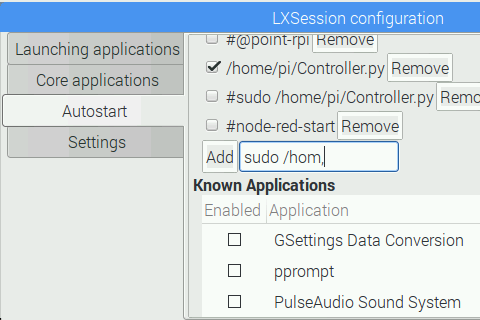 LXSession configuration
Launching applications
Core applications
Autostart
Settings
#@point-rpi Remove
/home/pi/Controller.py Remove
#sudo /home/pi/Controller.py Remo
#node-red-start Remove
Add sudo /hom,
Known Applications
Enabled Application
GSettings Data Conversion
pprompt
PulseAudio Sound System